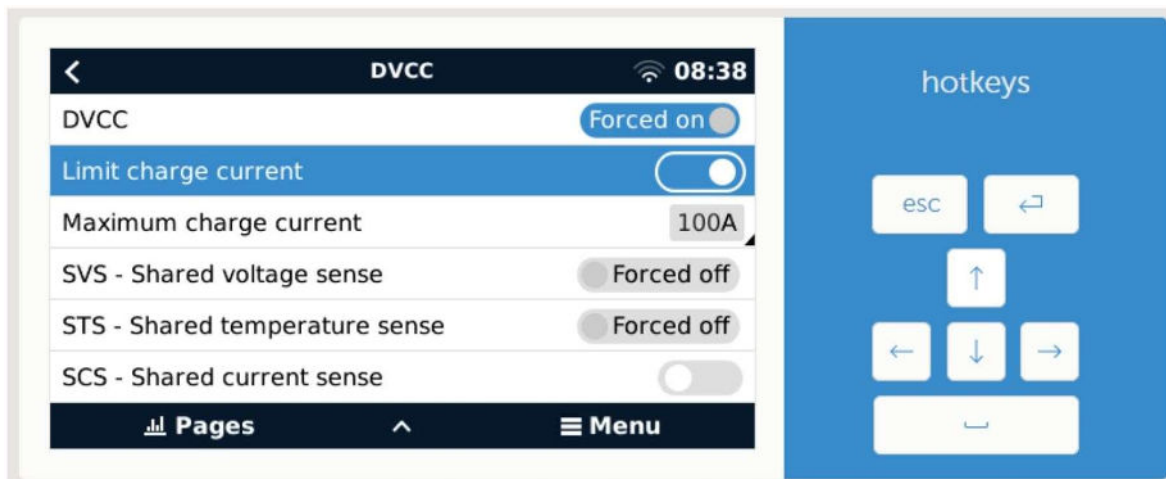 DVCC 08:38
DVCC Forced on
Limit charge current
Maximum charge current 100A
SVS - Shared voltage sense Forced off
STS - Shared temperature sense Forced off
SCS - Shared current sense
Pages Menu
hotkeys
esc